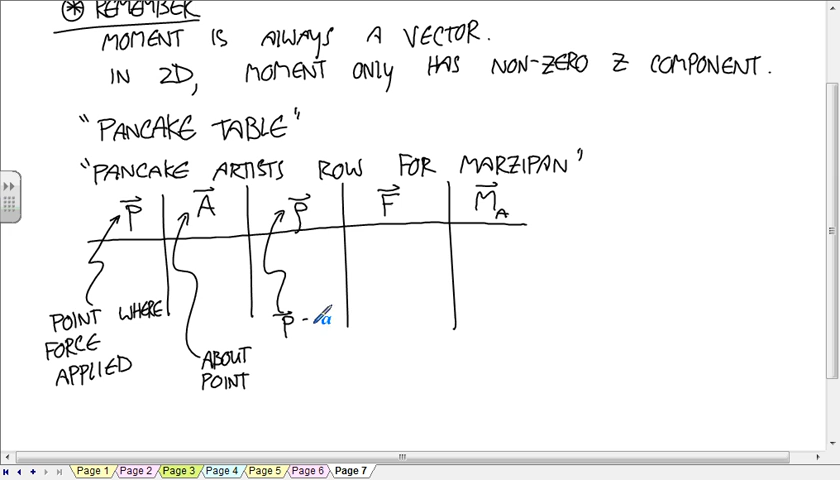 * REMEMBER
MOMENT IS ALWAYS A VECTOR.
IN 2D, MOMENT ONLY HAS NON-ZERO Z COMPONENT.
"PANCAKE TABLE"
"PANCAKE ARTISTS ROW FOR MARZIPAN"
P A ρ F M_A
POINT WHERE
FORCE
APPLIED
P -
ABOUT
POINT
Page 1 Page 2 Page 3 Page 4 Page 5 Page 6 Page 7